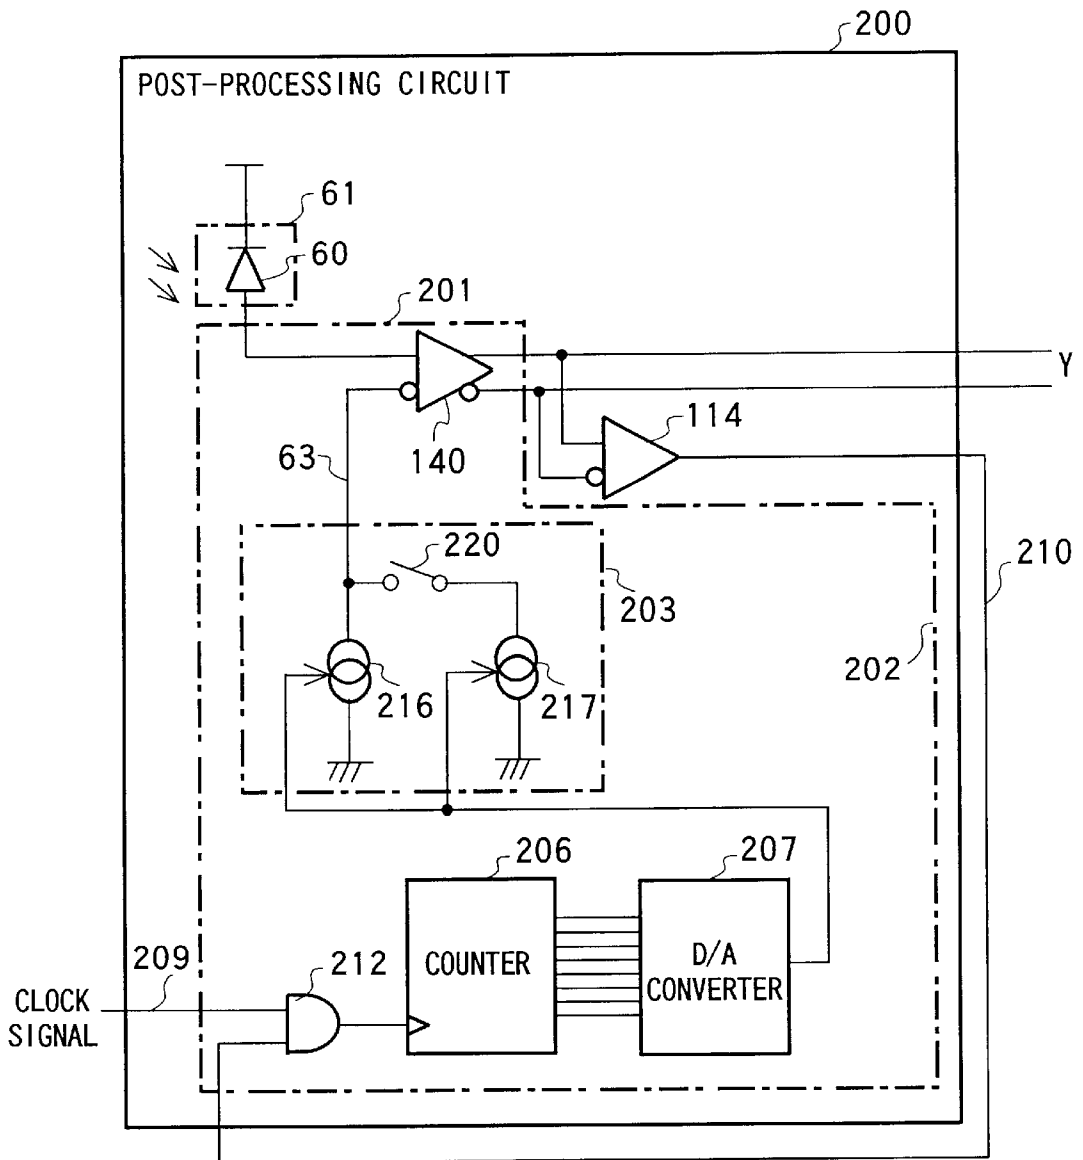 200
POST-PROCESSING CIRCUIT
61
60
201
Y
114
63
140
220
210
203
202
216
217
206
207
209
212
COUNTER
D/A
CONVERTER
CLOCK
SIGNAL